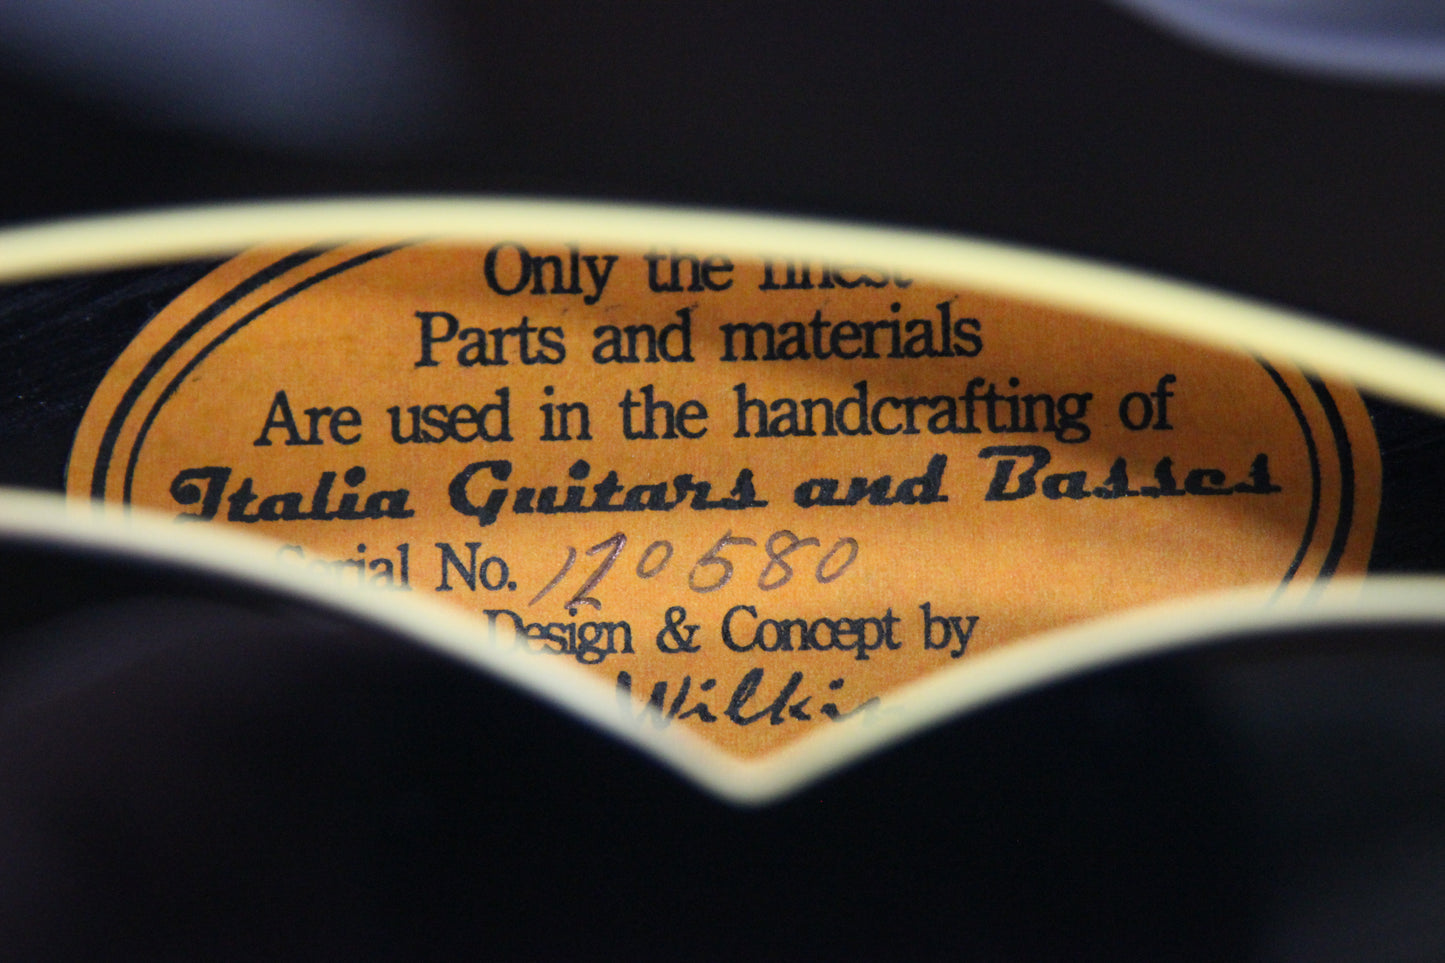 Only the finest
Parts and materials
Are used in the handcrafting of
Italia Guitars and Basses
Serial No. 120580
Design & Concept by
Wilkin